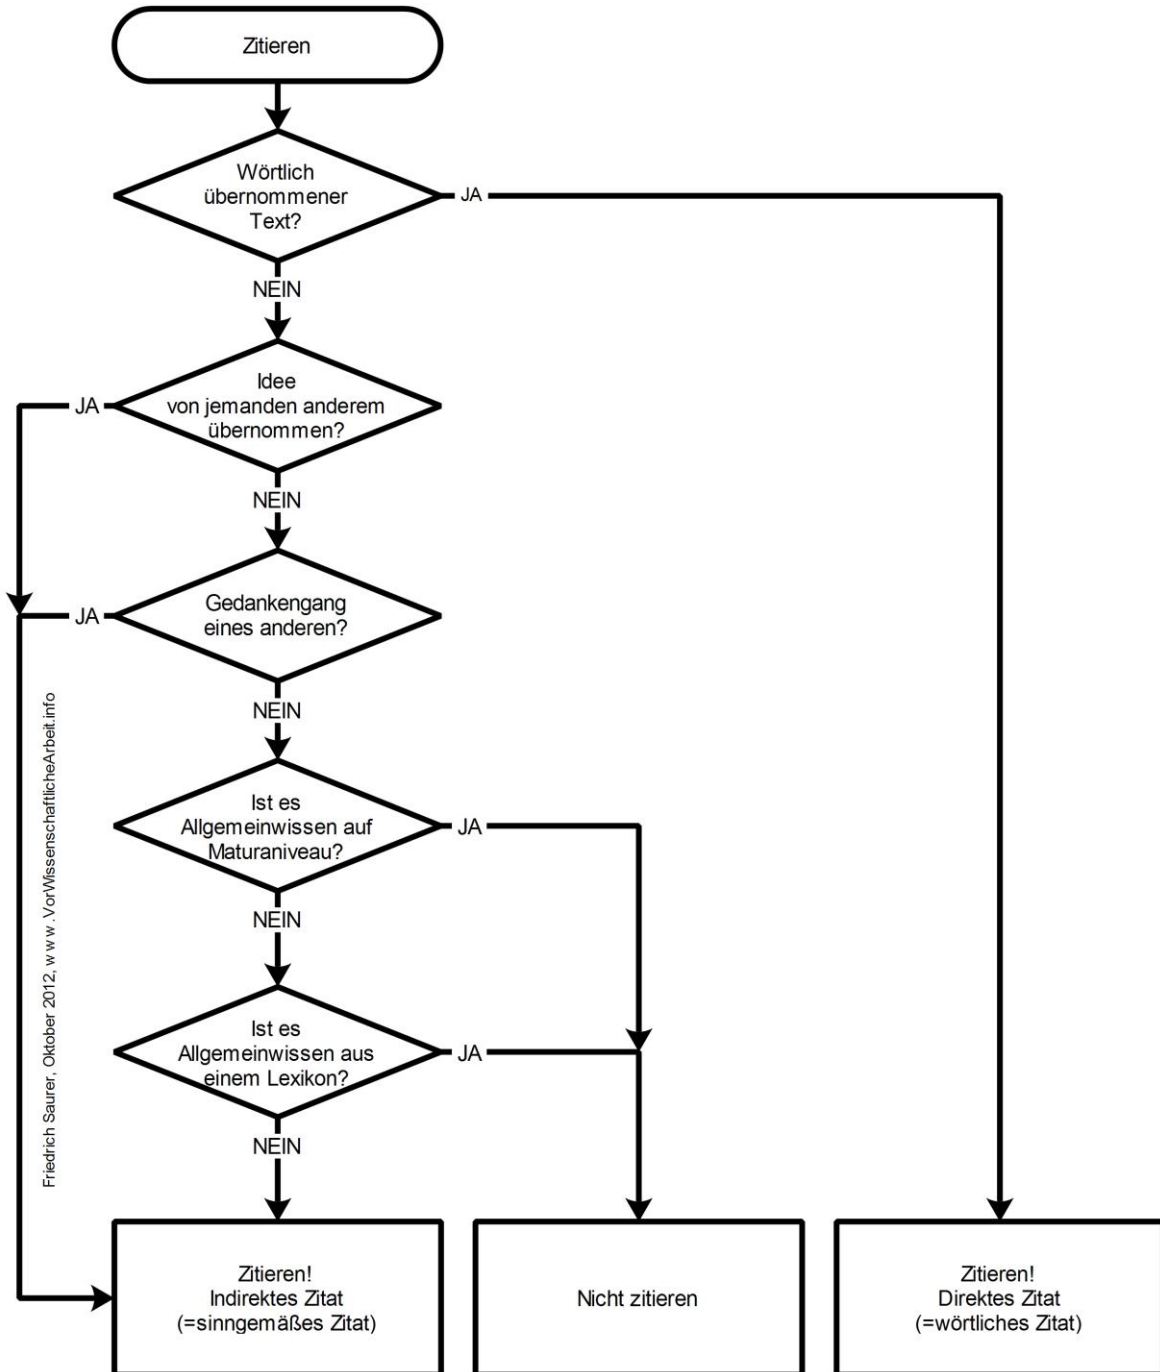 Zitieren
Wörtlich
übernommener
Text?
JA
NEIN
Idee
von jemanden anderem
übernommen?
JA
NEIN
Gedankengang
eines anderen?
JA
NEIN
Ist es
Allgemeinwissen auf
Maturaniveau?
JA
NEIN
Ist es
Allgemeinwissen aus
einem Lexikon?
JA
NEIN
Zitieren!
Indirektes Zitat
(=sinngemäßes Zitat)
Nicht zitieren
Zitieren!
Direktes Zitat
(=wörtliches Zitat)
Friedrich Saurer, Oktober 2012, www.VorWissenschaftlicheArbeit.info